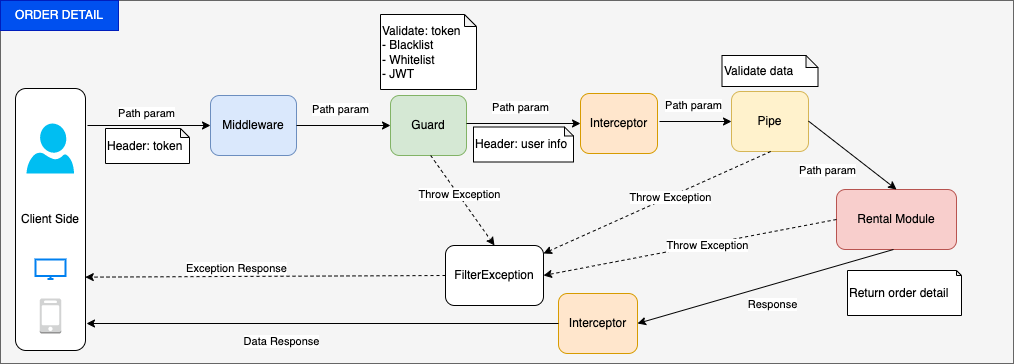 ORDER DETAIL
Validate: token
- Blacklist
- Whitelist
- JWT
Validate data
Path param
Header: token
Middleware
Path param
Guard
Path param
Header: user info
Interceptor
Path param
Pipe
Path param
Client Side
Throw Exception
Throw Exception
Rental Module
Throw Exception
Exception Response
FilterException
Return order detail
Response
Interceptor
Data Response